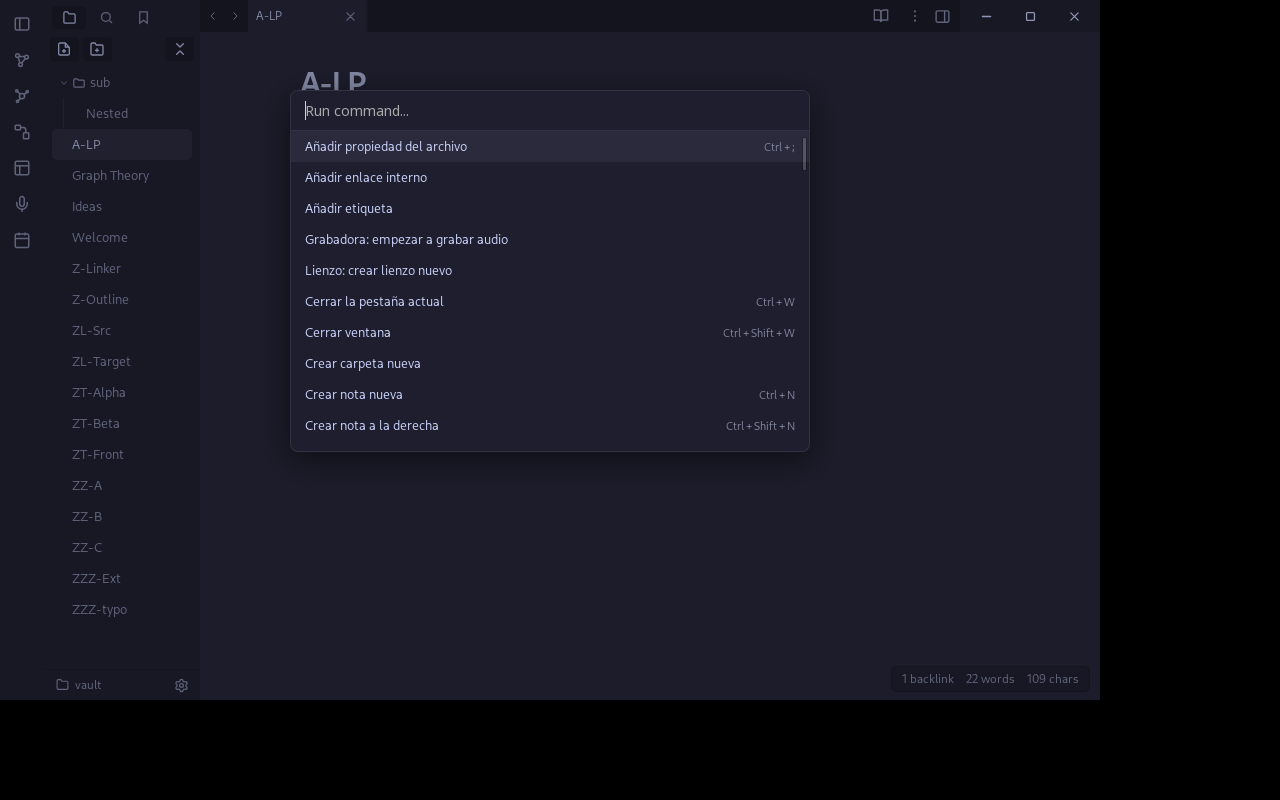 A-LP
sub
Nested
A-LP
Graph Theory
Ideas
Welcome
Z-Linker
Z-Outline
ZL-Src
ZL-Target
ZT-Alpha
ZT-Beta
ZT-Front
ZZ-A
ZZ-B
ZZ-C
ZZZ-Ext
ZZZ-typo
vault
A-LP
Run command...
Añadir propiedad del archivo Ctrl + ;
Añadir enlace interno
Añadir etiqueta
Grabadora: empezar a grabar audio
Lienzo: crear lienzo nuevo
Cerrar la pestaña actual Ctrl + W
Cerrar ventana Ctrl + Shift + W
Crear carpeta nueva
Crear nota nueva Ctrl + N
Crear nota a la derecha Ctrl + Shift + N
1 backlink 22 words 109 chars